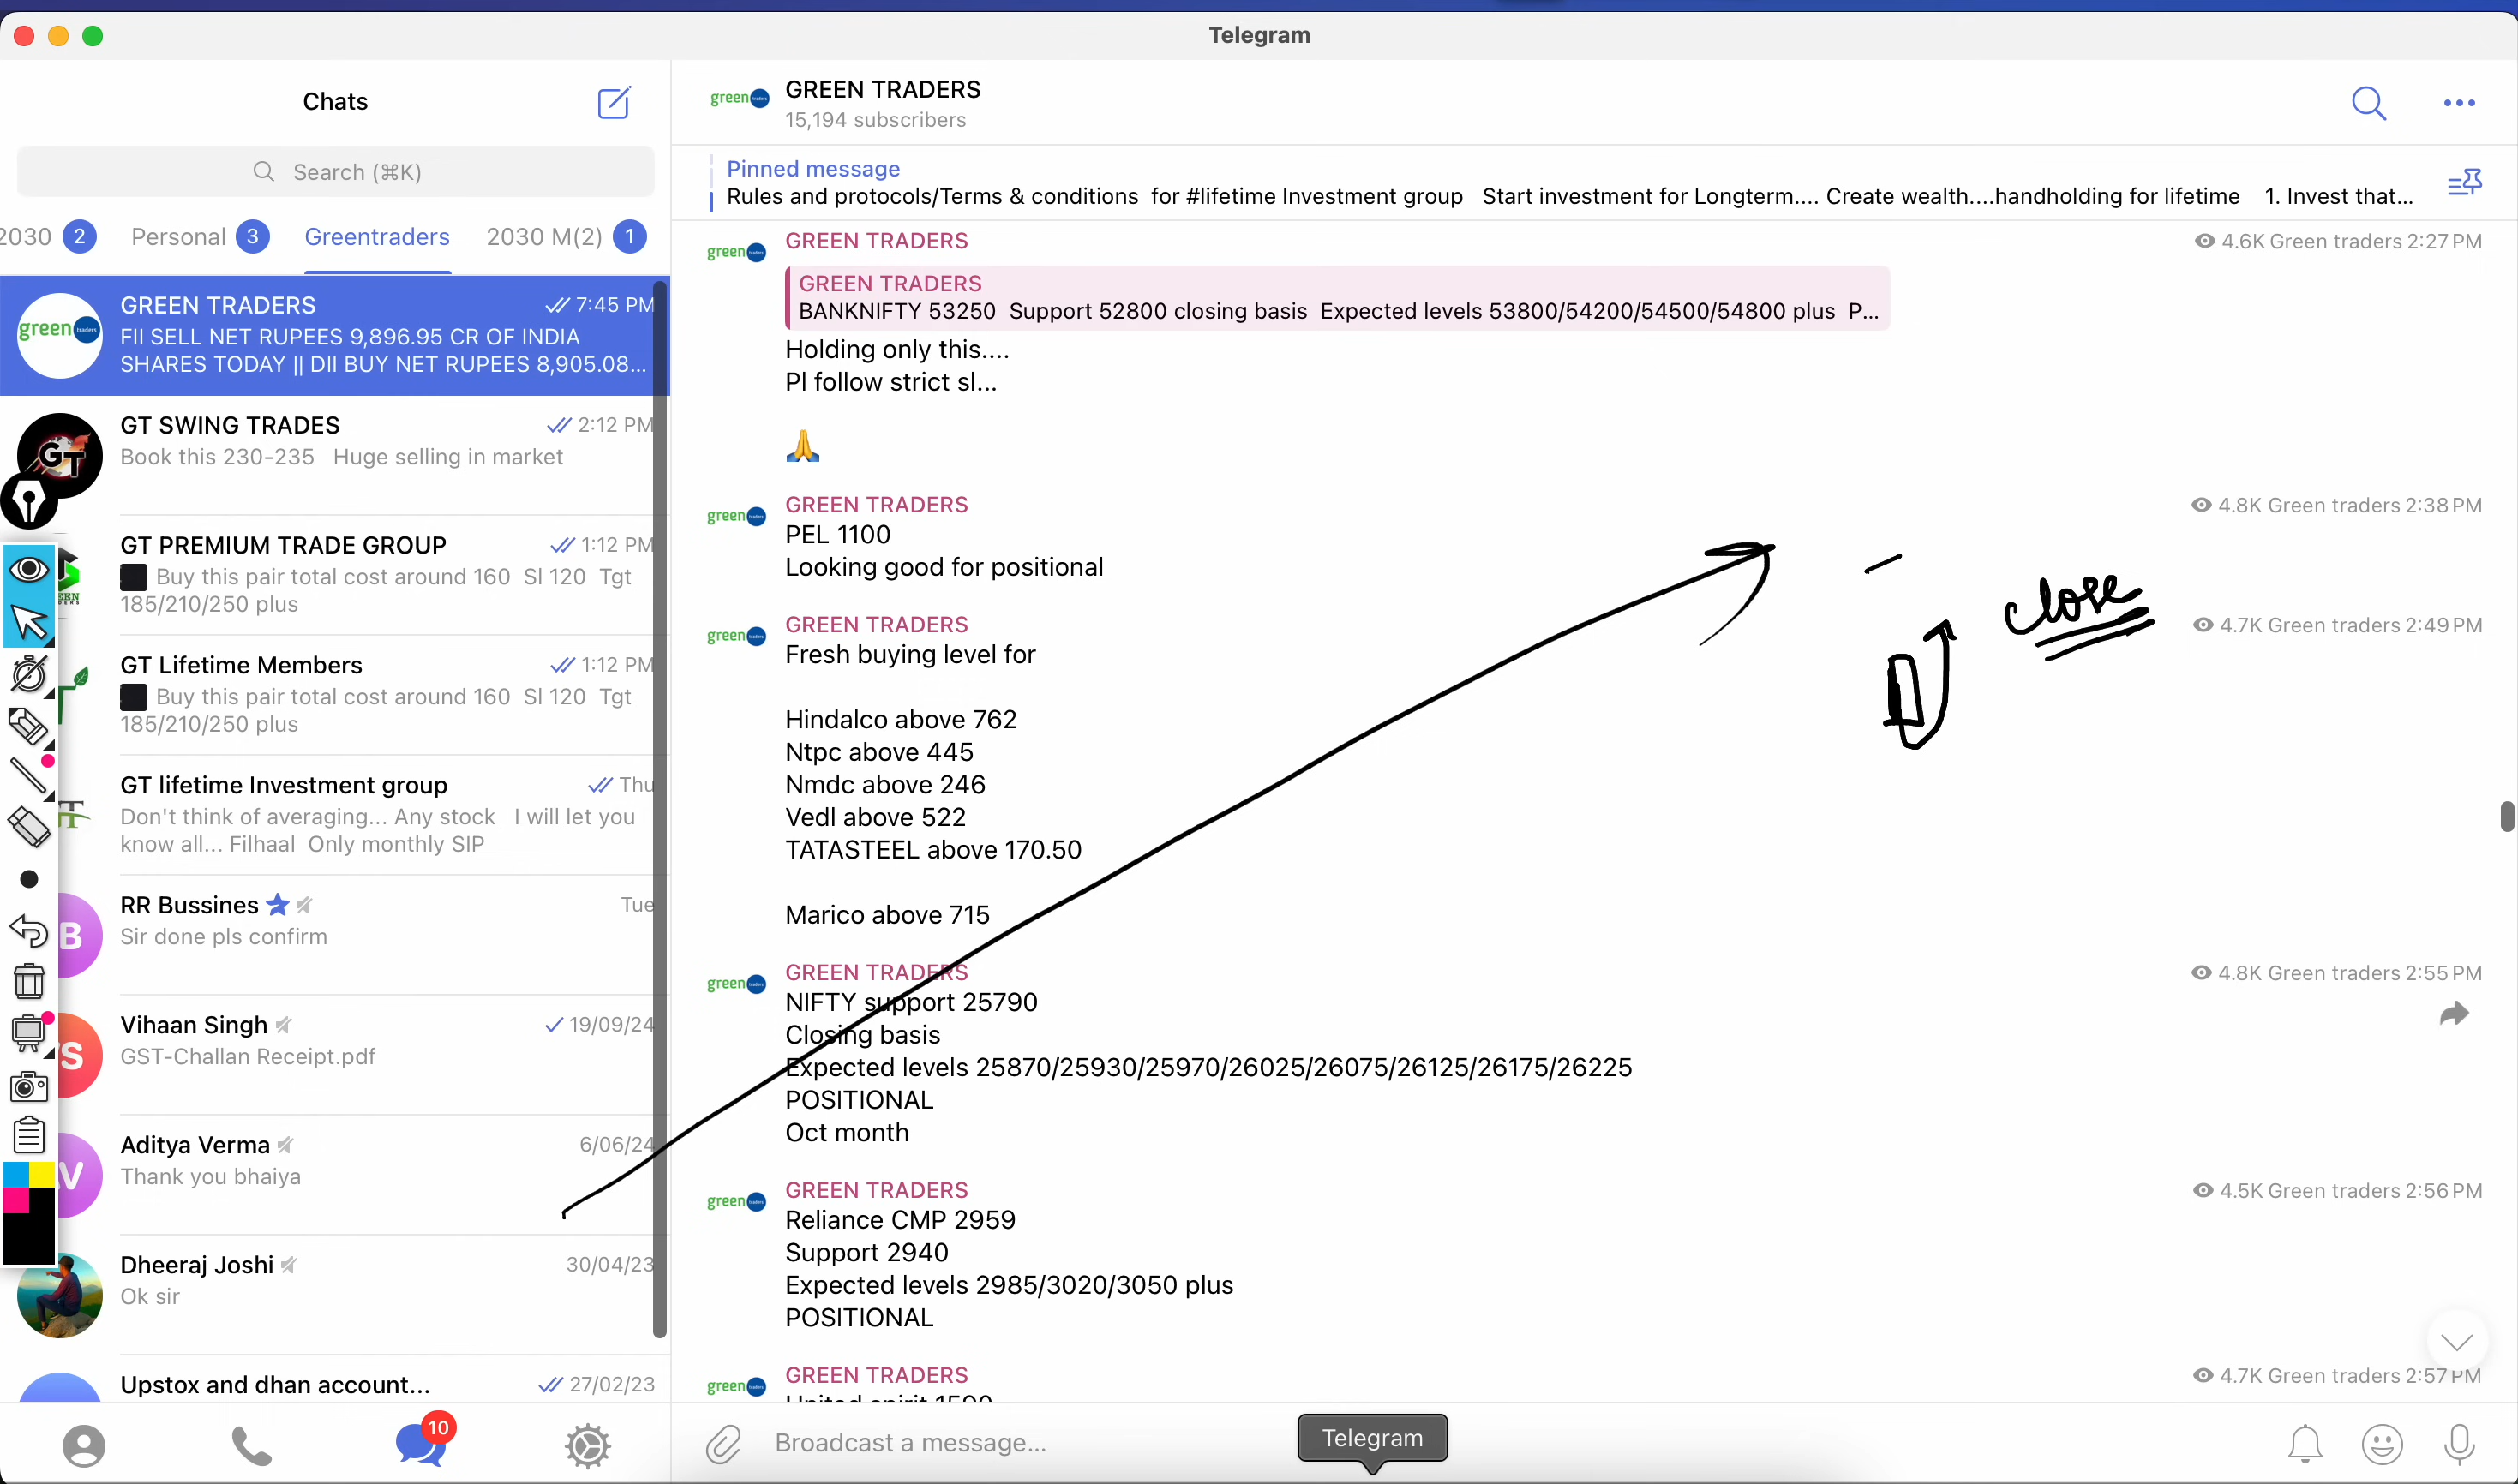 Telegram
Chats
Search (⌘K)
2030 2 Personal 3 Greentraders 2030 M(2) 1
GREEN TRADERS 7:45 PM
FII SELL NET RUPEES 9,896.95 CR OF INDIA
SHARES TODAY || DII BUY NET RUPEES 8,905.08...
GT SWING TRADES 2:12 PM
Book this 230-235 Huge selling in market
GT PREMIUM TRADE GROUP 1:12 PM
Buy this pair total cost around 160 Sl 120 Tgt
185/210/250 plus
GT Lifetime Members 1:12 PM
Buy this pair total cost around 160 Sl 120 Tgt
185/210/250 plus
GT lifetime Investment group Thu
Don't think of averaging... Any stock I will let you
know all... Filhaal Only monthly SIP
RR Bussines Tue
Sir done pls confirm
Vihaan Singh 19/09/24
GST-Challan Receipt.pdf
Aditya Verma 6/06/24
Thank you bhaiya
Dheeraj Joshi 30/04/23
Ok sir
Upstox and dhan account... 27/02/23
10
green traders
GREEN TRADERS
15,194 subscribers
Pinned message
Rules and protocols/Terms & conditions for #lifetime Investment group Start investment for Longterm.... Create wealth....handholding for lifetime 1. Invest that...
GREEN TRADERS 4.6K Green traders 2:27 PM
GREEN TRADERS
BANKNIFTY 53250 Support 52800 closing basis Expected levels 53800/54200/54500/54800 plus P...
Holding only this....
Pl follow strict sl...
🙏
GREEN TRADERS 4.8K Green traders 2:38 PM
PEL 1100
Looking good for positional
close
GREEN TRADERS 4.7K Green traders 2:49 PM
Fresh buying level for
Hindalco above 762
Ntpc above 445
Nmdc above 246
Vedl above 522
TATASTEEL above 170.50
Marico above 715
GREEN TRADERS 4.8K Green traders 2:55 PM
NIFTY support 25790
Closing basis
Expected levels 25870/25930/25970/26025/26075/26125/26175/26225
POSITIONAL
Oct month
GREEN TRADERS 4.5K Green traders 2:56 PM
Reliance CMP 2959
Support 2940
Expected levels 2985/3020/3050 plus
POSITIONAL
GREEN TRADERS 4.7K Green traders 2:57 PM
Broadcast a message...
Telegram